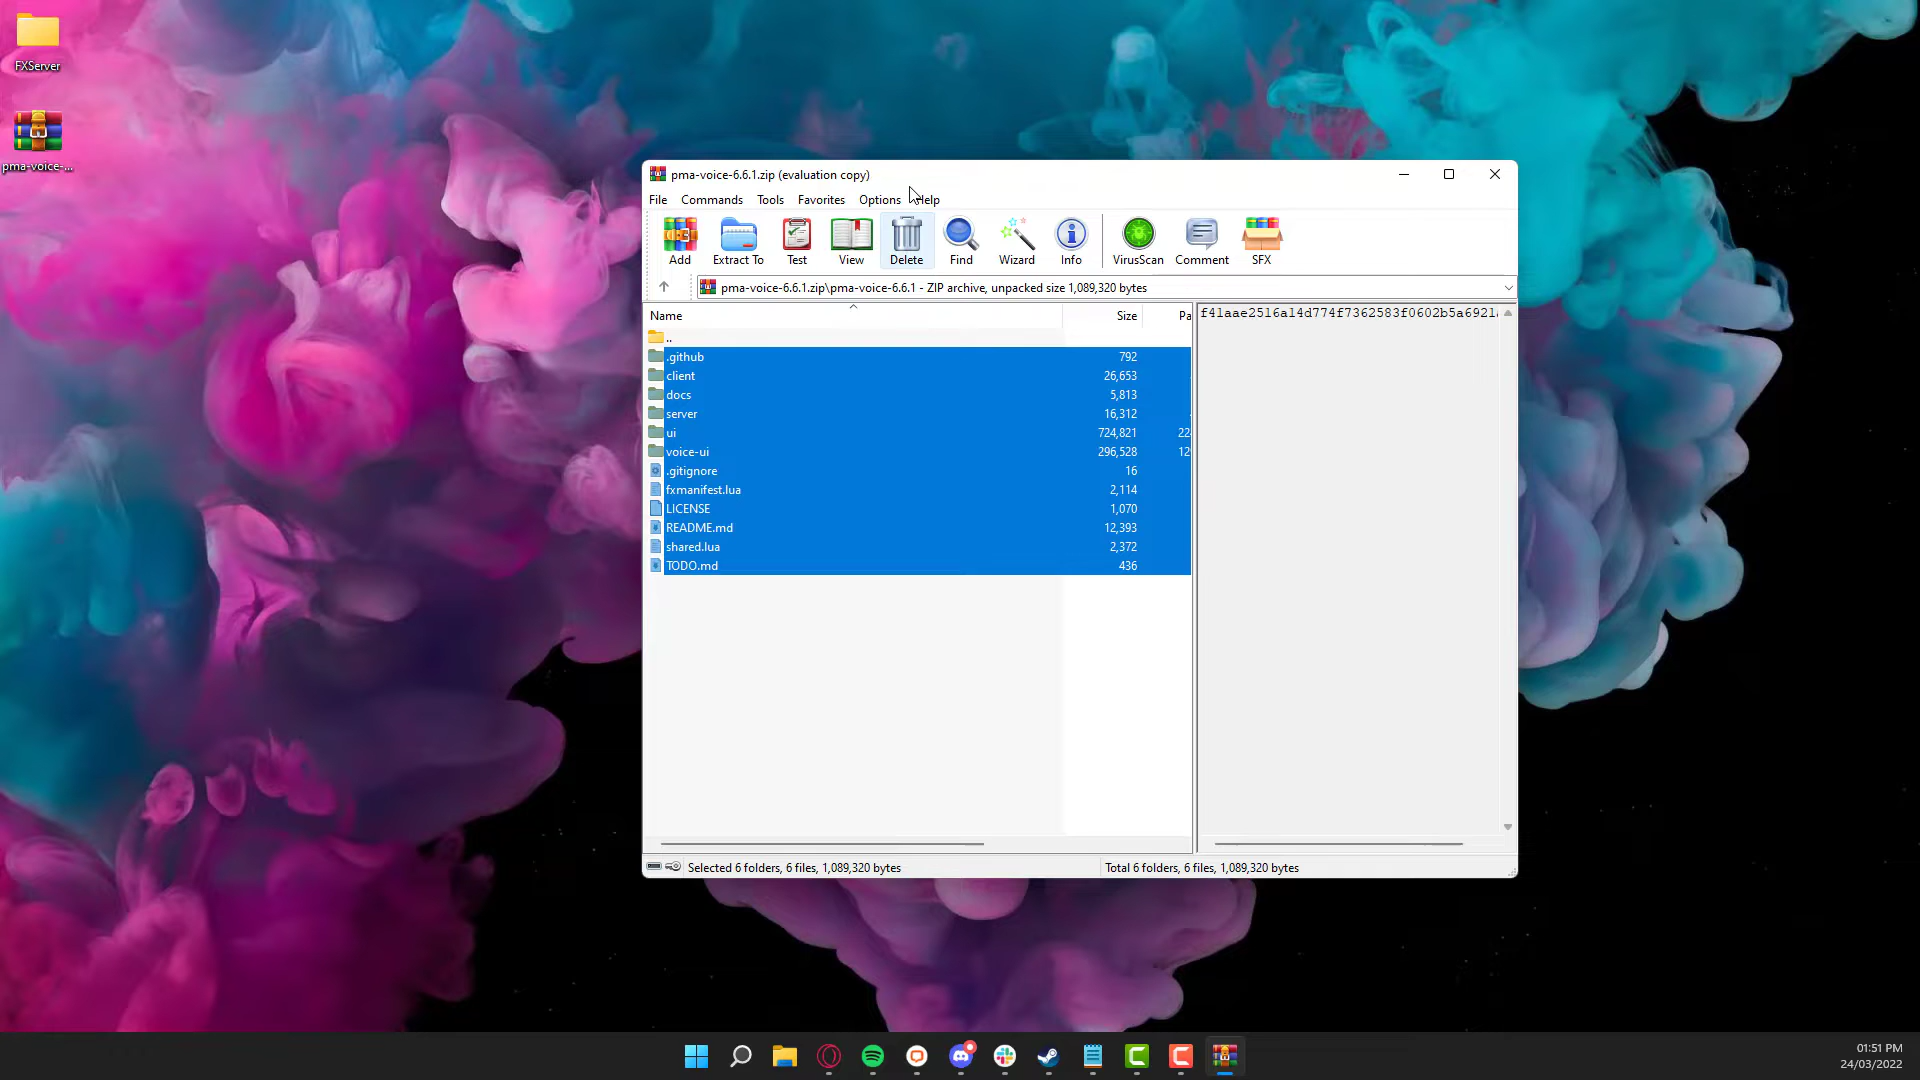 FXServer
pma-voice-...
pma-voice-6.6.1.zip (evaluation copy)
File Commands Tools Favorites Options Help
Add Extract To Test View Delete Find Wizard Info VirusScan Comment SFX
pma-voice-6.6.1.zip\pma-voice-6.6.1 - ZIP archive, unpacked size 1,089,320 bytes
Name Size Pa
..
.github 792
client 26,653
docs 5,813
server 16,312
ui 724,821 22
voice-ui 296,528 12
.gitignore 16
fxmanifest.lua 2,114
LICENSE 1,070
README.md 12,393
shared.lua 2,372
TODO.md 436
f41aae2516a14d774f7362583f0602b5a6921a
Selected 6 folders, 6 files, 1,089,320 bytes
Total 6 folders, 6 files, 1,089,320 bytes
01:51 PM
24/03/2022